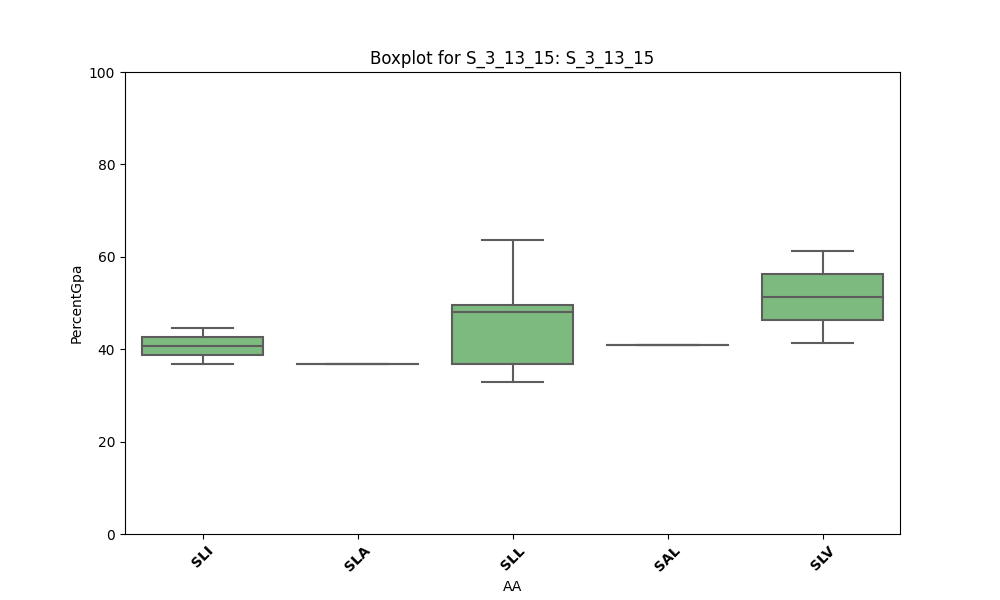 Boxplot for S_3_13_15: S_3_13_15
100
80
60
40
20
0
PercentGpa
SLI
SLA
SLL
SAL
SLV
AA